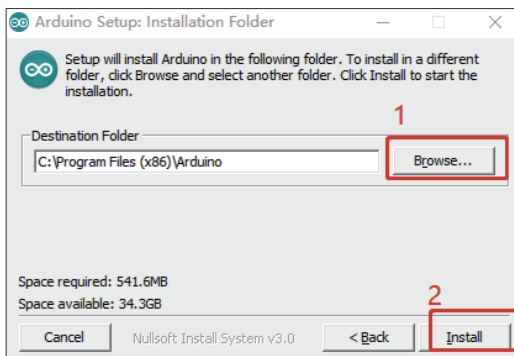 Arduino Setup: Installation Folder
Setup will install Arduino in the following folder. To install in a different
folder, click Browse and select another folder. Click Install to start the
installation.
1
Destination Folder
C:\Program Files (x86)\Arduino
Browse...
Space required: 541.6MB
Space available: 34.3GB
2
Cancel
Nullsoft Install System v3.0
< Back
Install